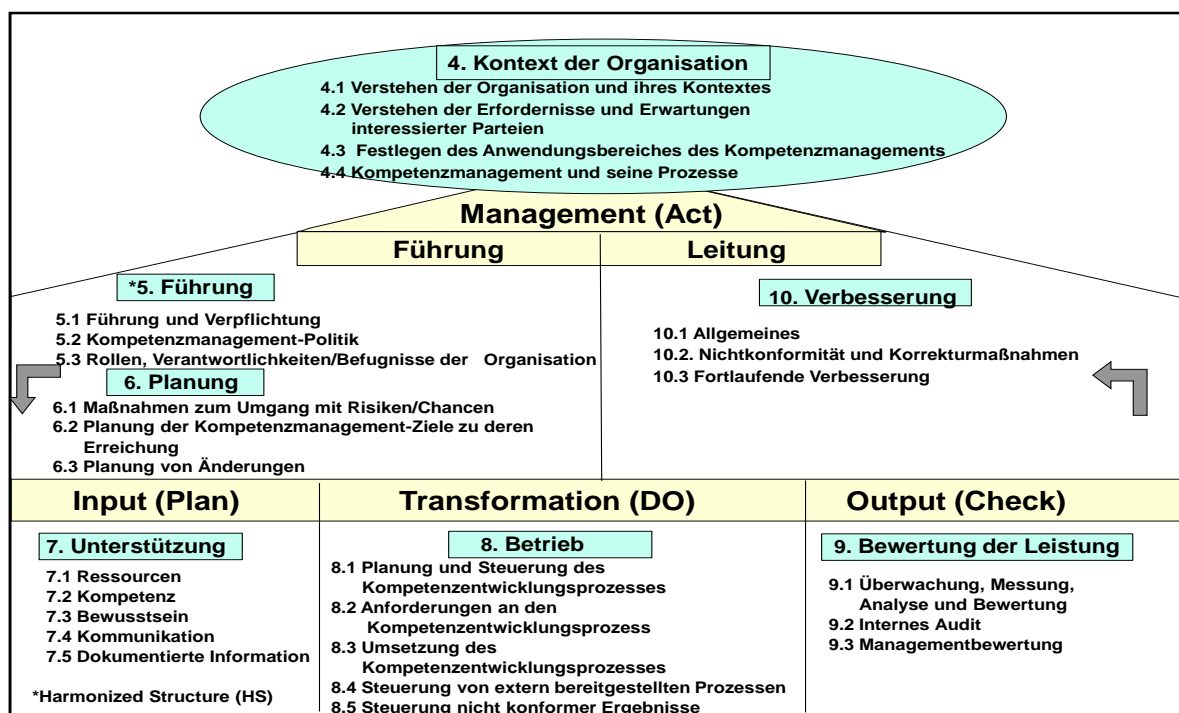 4. Kontext der Organisation
4.1 Verstehen der Organisation und ihres Kontextes
4.2 Verstehen der Erfordernisse und Erwartungen
interessierter Parteien
4.3 Festlegen des Anwendungsbereiches des Kompetenzmanagements
4.4 Kompetenzmanagement und seine Prozesse
Management (Act)
Führung
Leitung
*5. Führung
5.1 Führung und Verpflichtung
5.2 Kompetenzmanagement-Politik
5.3 Rollen, Verantwortlichkeiten/Befugnisse der Organisation
6. Planung
6.1 Maßnahmen zum Umgang mit Risiken/Chancen
6.2 Planung der Kompetenzmanagement-Ziele zu deren
Erreichung
6.3 Planung von Änderungen
10. Verbesserung
10.1 Allgemeines
10.2. Nichtkonformität und Korrekturmaßnahmen
10.3 Fortlaufende Verbesserung
Input (Plan)
7. Unterstützung
7.1 Ressourcen
7.2 Kompetenz
7.3 Bewusstsein
7.4 Kommunikation
7.5 Dokumentierte Information
*Harmonized Structure (HS)
Transformation (DO)
8. Betrieb
8.1 Planung und Steuerung des
Kompetenzentwicklungsprozesses
8.2 Anforderungen an den
Kompetenzentwicklungsprozess
8.3 Umsetzung des
Kompetenzentwicklungsprozesses
8.4 Steuerung von extern bereitgestellten Prozessen
8.5 Steuerung nicht konformer Ergebnisse
Output (Check)
9. Bewertung der Leistung
9.1 Überwachung, Messung,
Analyse und Bewertung
9.2 Internes Audit
9.3 Managementbewertung